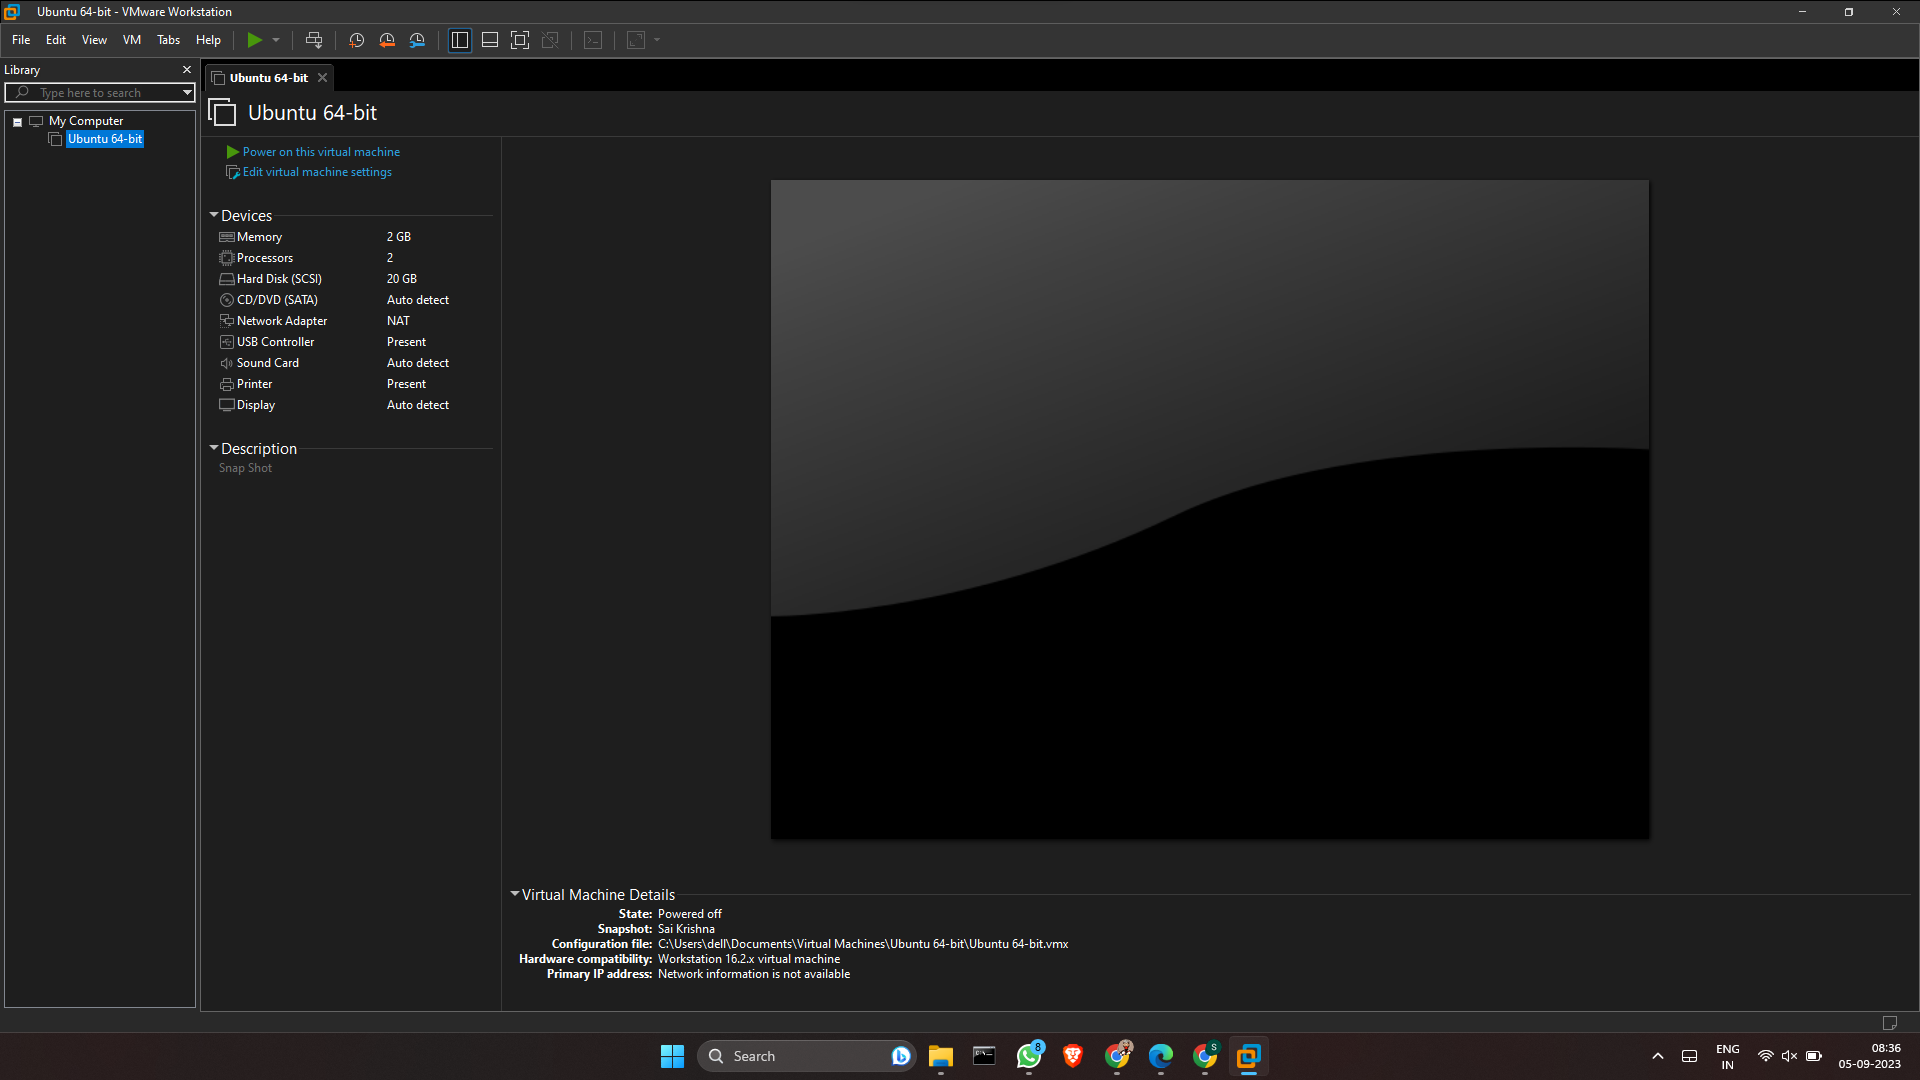 Ubuntu 64-bit - VMware Workstation
File Edit View VM Tabs Help
Library
Type here to search
My Computer
Ubuntu 64-bit
Ubuntu 64-bit
Ubuntu 64-bit
Power on this virtual machine
Edit virtual machine settings
Devices
Memory 2 GB
Processors 2
Hard Disk (SCSI) 20 GB
CD/DVD (SATA) Auto detect
Network Adapter NAT
USB Controller Present
Sound Card Auto detect
Printer Present
Display Auto detect
Description
Snap Shot
Virtual Machine Details
State: Powered off
Snapshot: Sai Krishna
Configuration file: C:\Users\dell\Documents\Virtual Machines\Ubuntu 64-bit\Ubuntu 64-bit.vmx
Hardware compatibility: Workstation 16.2.x virtual machine
Primary IP address: Network information is not available
Search
8
S
ENG
IN
08:36
05-09-2023